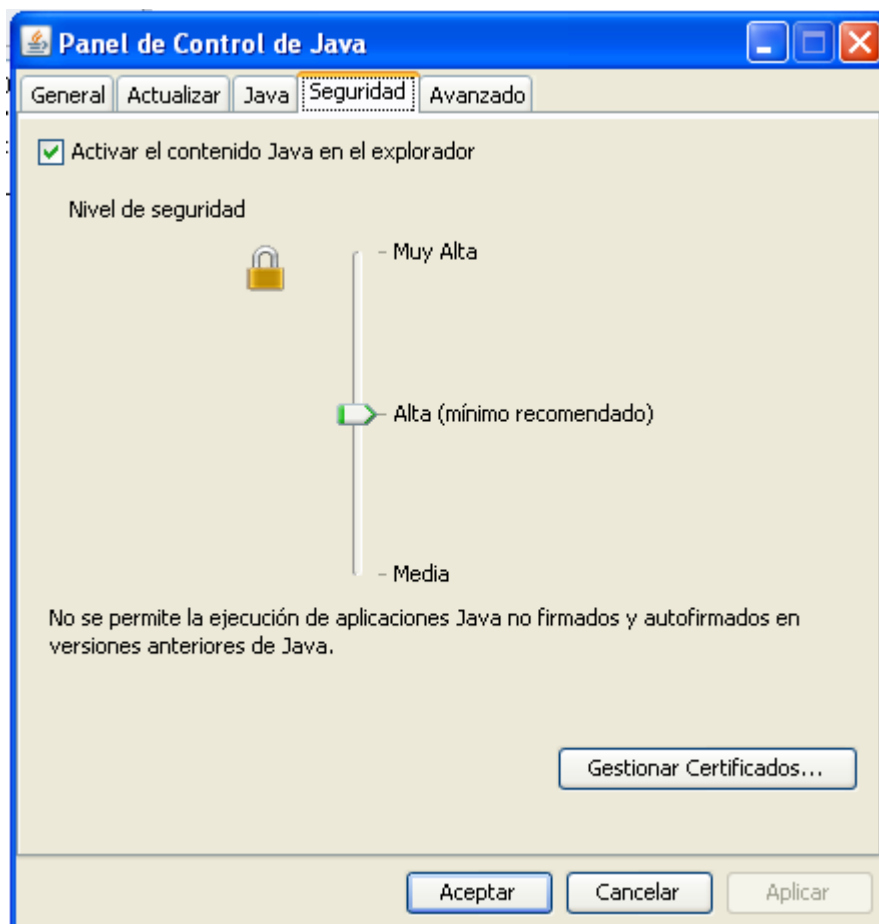 Panel de Control de Java
General Actualizar Java Seguridad Avanzado
Activar el contenido Java en el explorador
Nivel de seguridad
- Muy Alta
- Alta (mínimo recomendado)
- Media
No se permite la ejecución de aplicaciones Java no firmados y autofirmados en
versiones anteriores de Java.
Gestionar Certificados...
Aceptar Cancelar Aplicar